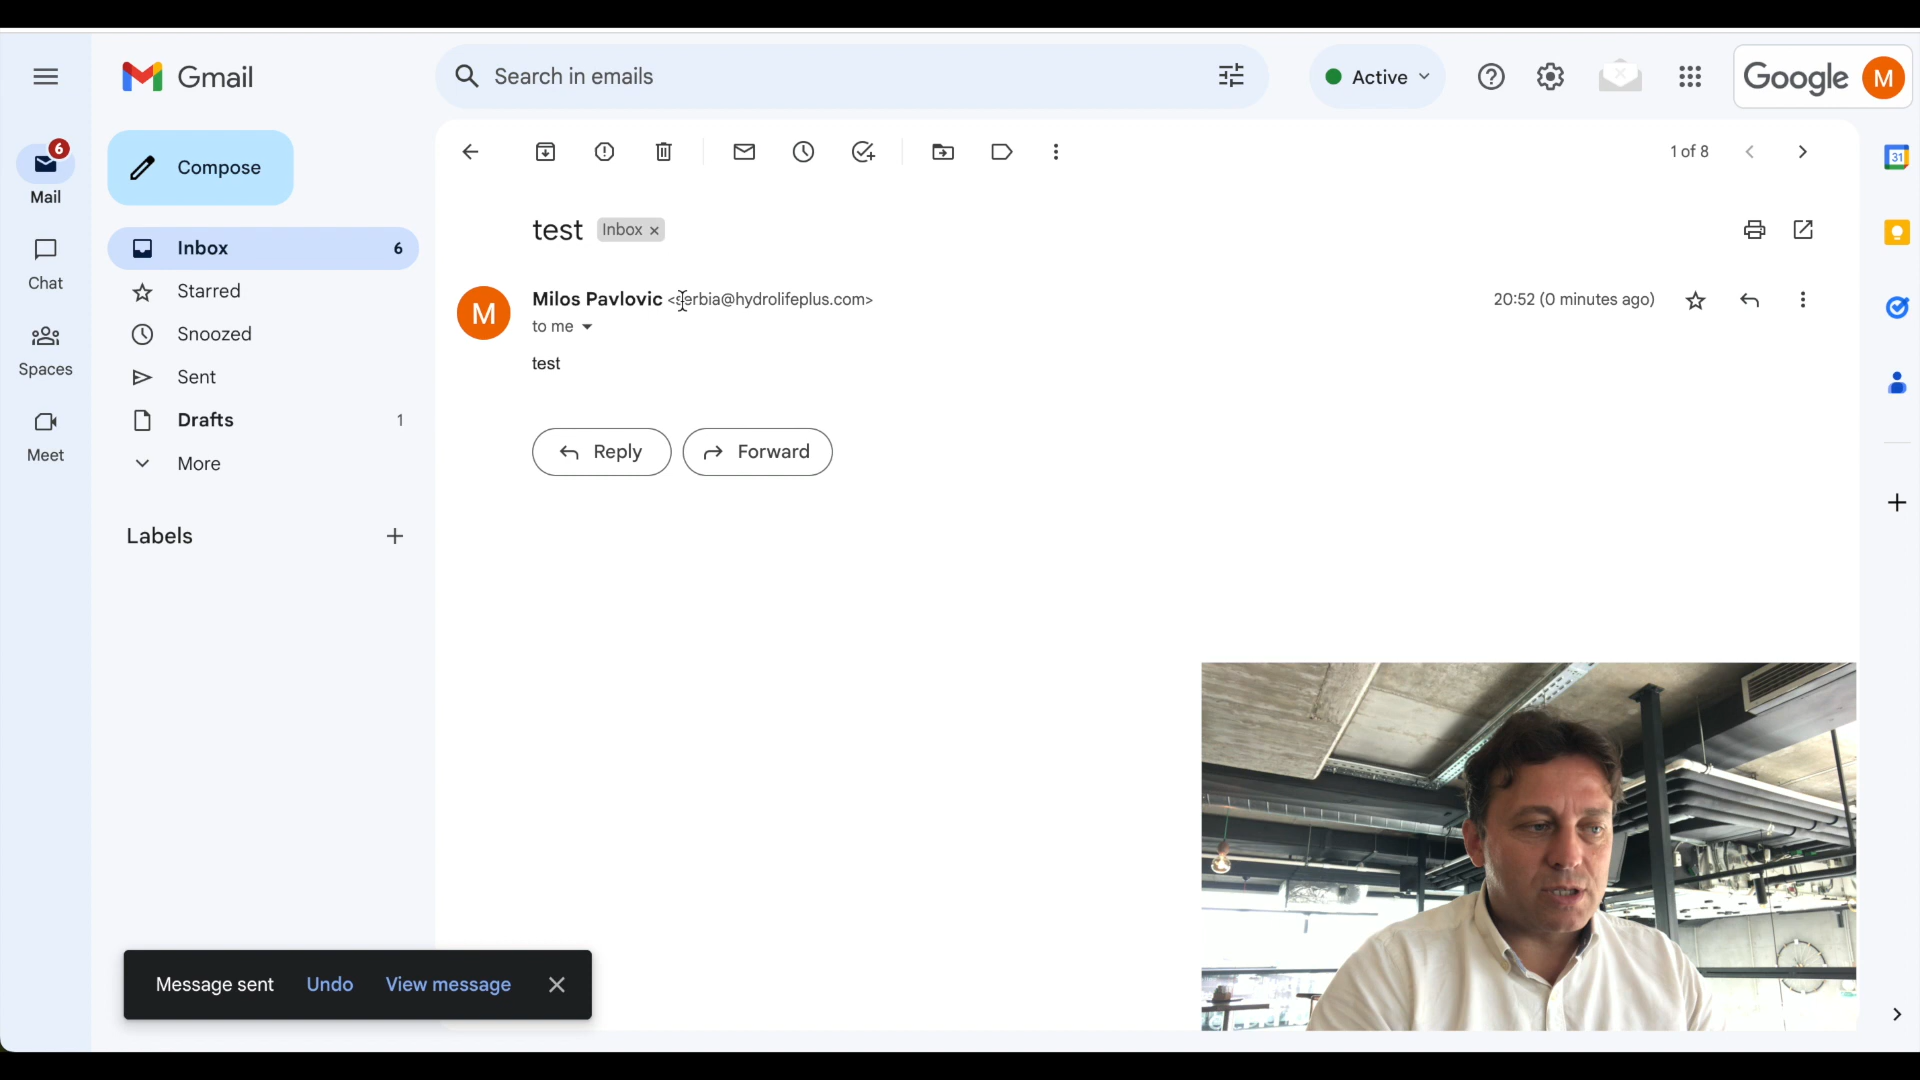 Gmail
Search in emails
Active
Google
M
6
Mail
Compose
1 of 8
31
Inbox 6
test Inbox ×
Chat
Starred
Milos Pavlovic <serbia@hydrolifeplus.com>
20:52 (0 minutes ago)
M
to me
Snoozed
Spaces
test
Sent
Drafts 1
Meet
Reply
Forward
More
Labels
Message sent Undo View message